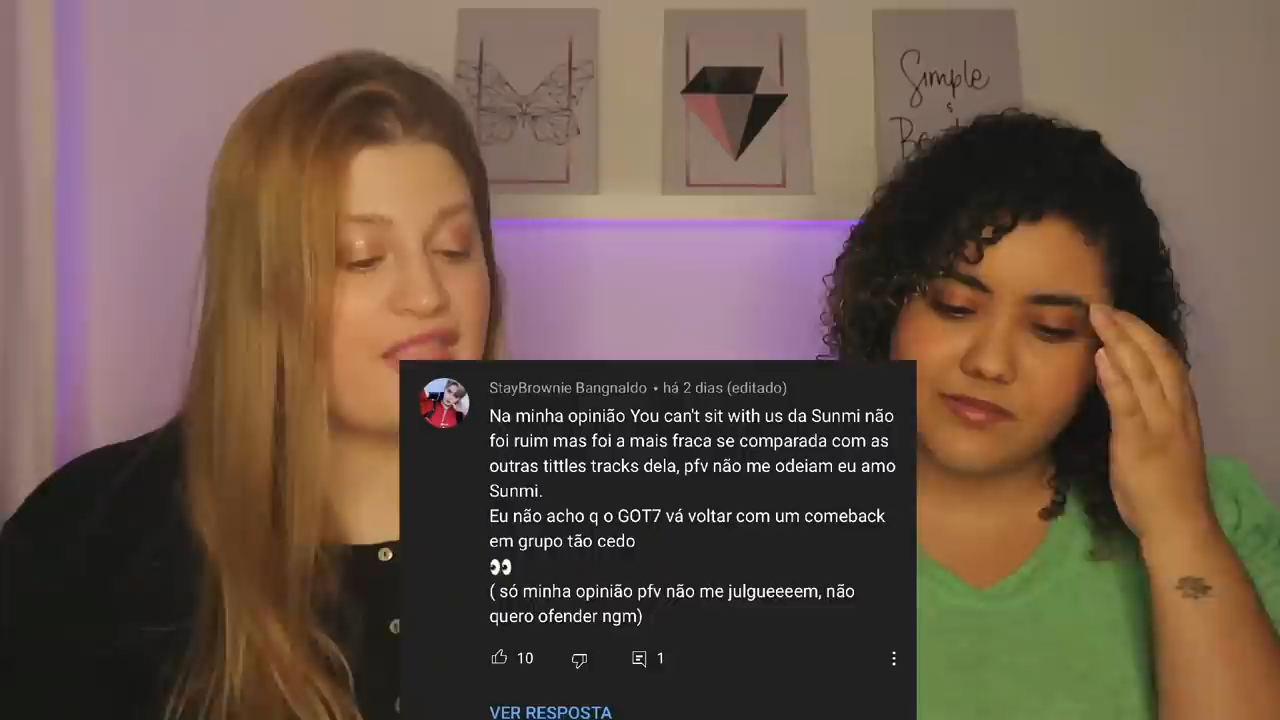 Simple
&
StayBrownie Bangnaldo • há 2 dias (editado)
Na minha opinião You can't sit with us da Sunmi não
foi ruim mas foi a mais fraca se comparada com as
outras tittles tracks dela, pfv não me odeiam eu amo
Sunmi.
Eu não acho q o GOT7 vá voltar com um comeback
em grupo tão cedo
👀
( só minha opinião pfv não me julgueeeem, não
quero ofender ngm)
10
1
VER RESPOSTA